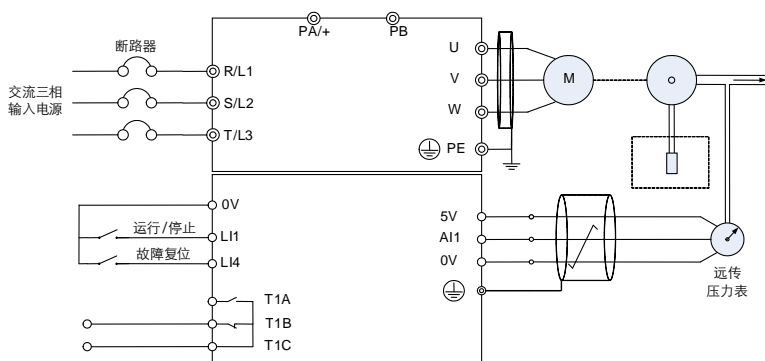 PA/+
PB
断路器
交流三相
输入电源
R/L1
S/L2
T/L3
U
V
W
PE
M
0V
运行/停止
LI1
故障复位
LI4
T1A
T1B
T1C
5V
AI1
0V
远传
压力表